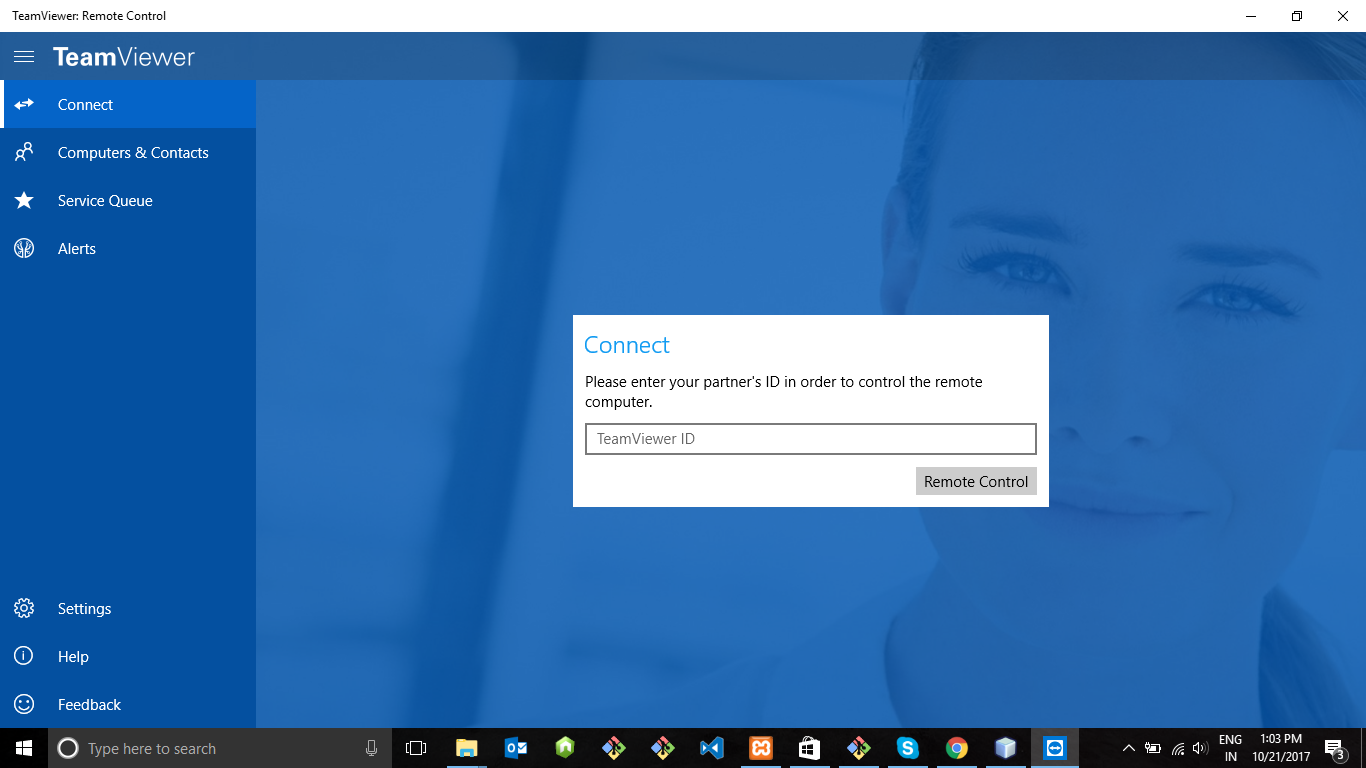 TeamViewer: Remote Control
TeamViewer
Connect
Computers & Contacts
Service Queue
Alerts
Connect
Please enter your partner's ID in order to control the remote
computer.
TeamViewer ID
Remote Control
Settings
Help
Feedback
Type here to search
ENG
IN
1:03 PM
10/21/2017
3